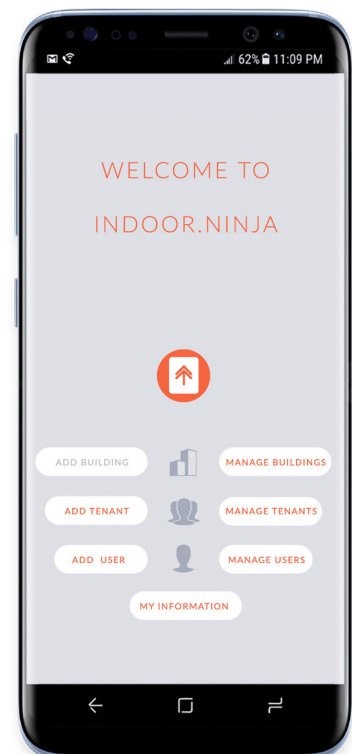 62% 11:09 PM
WELCOME TO
INDOOR.NINJA
ADD BUILDING MANAGE BUILDINGS
ADD TENANT MANAGE TENANTS
ADD USER MANAGE USERS
MY INFORMATION